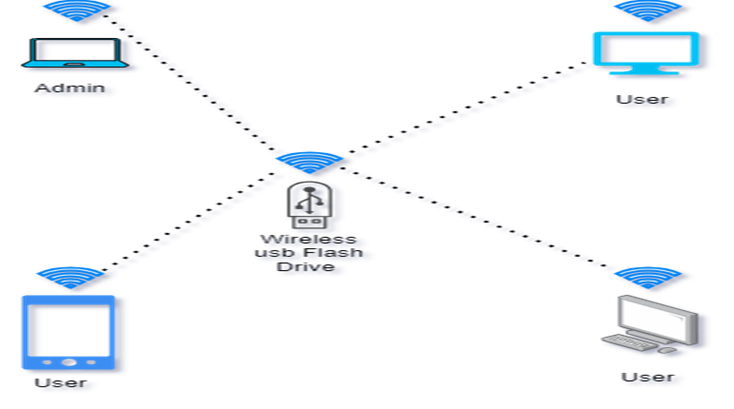 Admin
User
Wireless
usb Flash
Drive
User
User